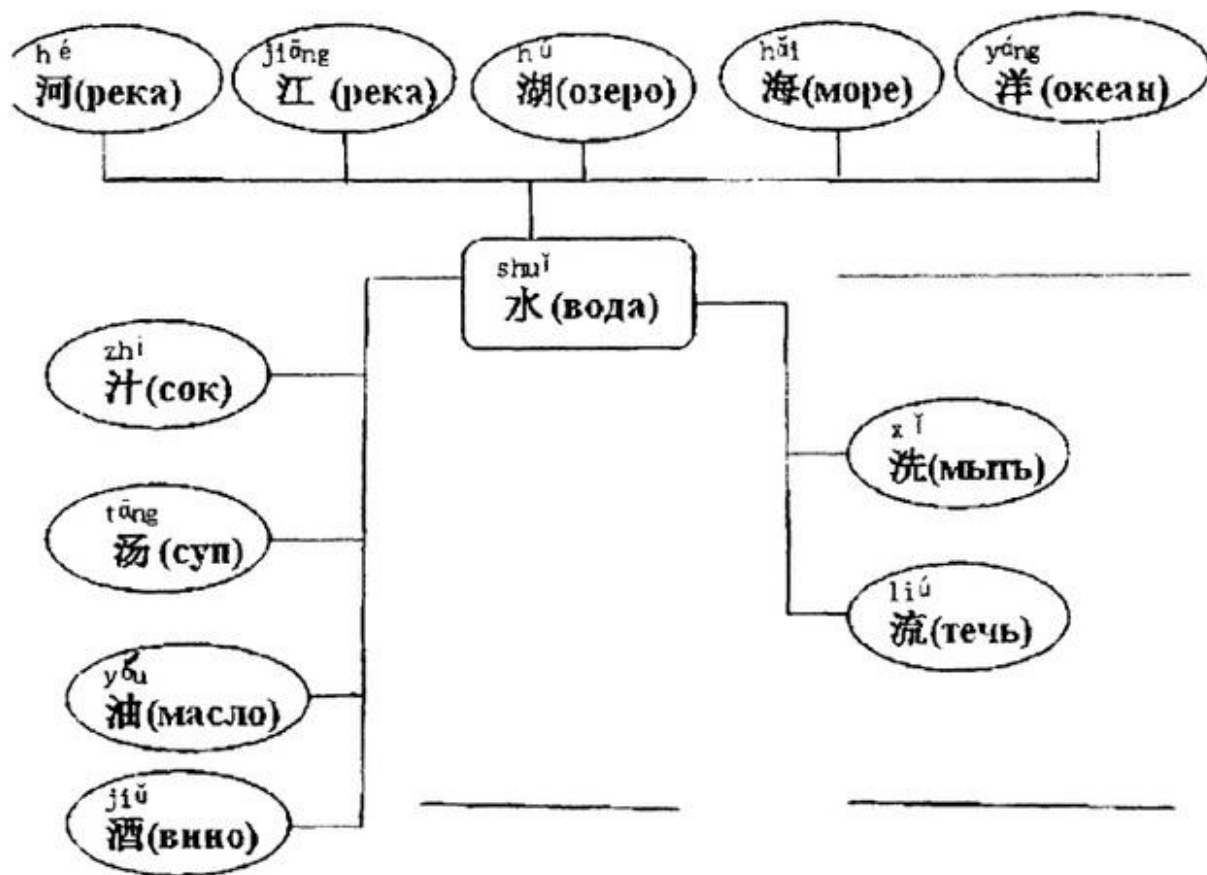 hé
河(река)
jiāng
江 (река)
hú
湖(озеро)
hǎi
海(море)
yáng
洋(океан)
shuǐ
水(вода)
zhi
汁(сок)
tāng
汤(суп)
yóu
油(масло)
jiǔ
酒(вино)
xǐ
洗(мыть)
liú
流(течь)